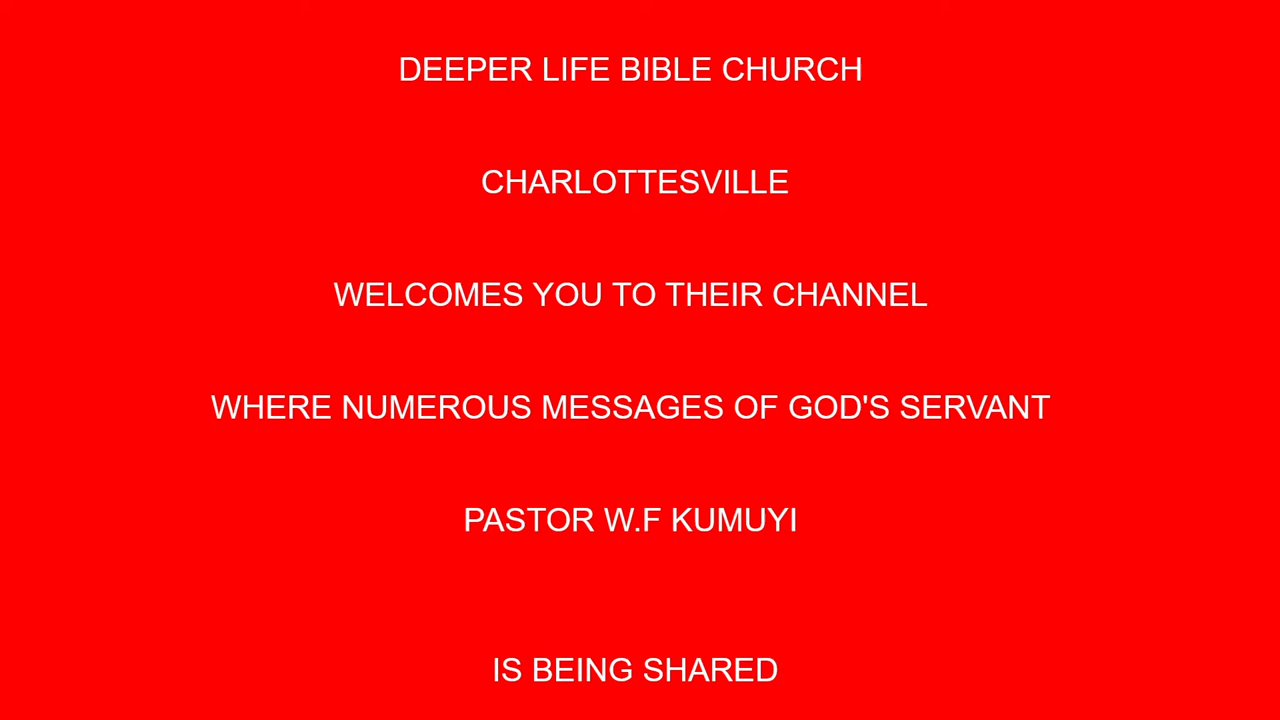 DEEPER LIFE BIBLE CHURCH
CHARLOTTESVILLE
WELCOMES YOU TO THEIR CHANNEL
WHERE NUMEROUS MESSAGES OF GOD'S SERVANT
PASTOR W.F KUMUYI
IS BEING SHARED